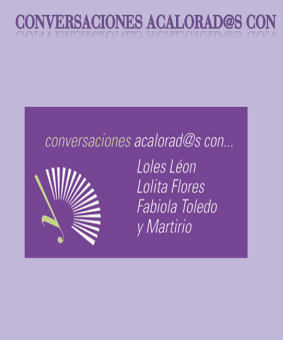 CONVERSACIONES ACALORAD@S CON
conversaciones acalorad@s con...
Loles Léon
Lolita Flores
Fabiola Toledo
y Martirio